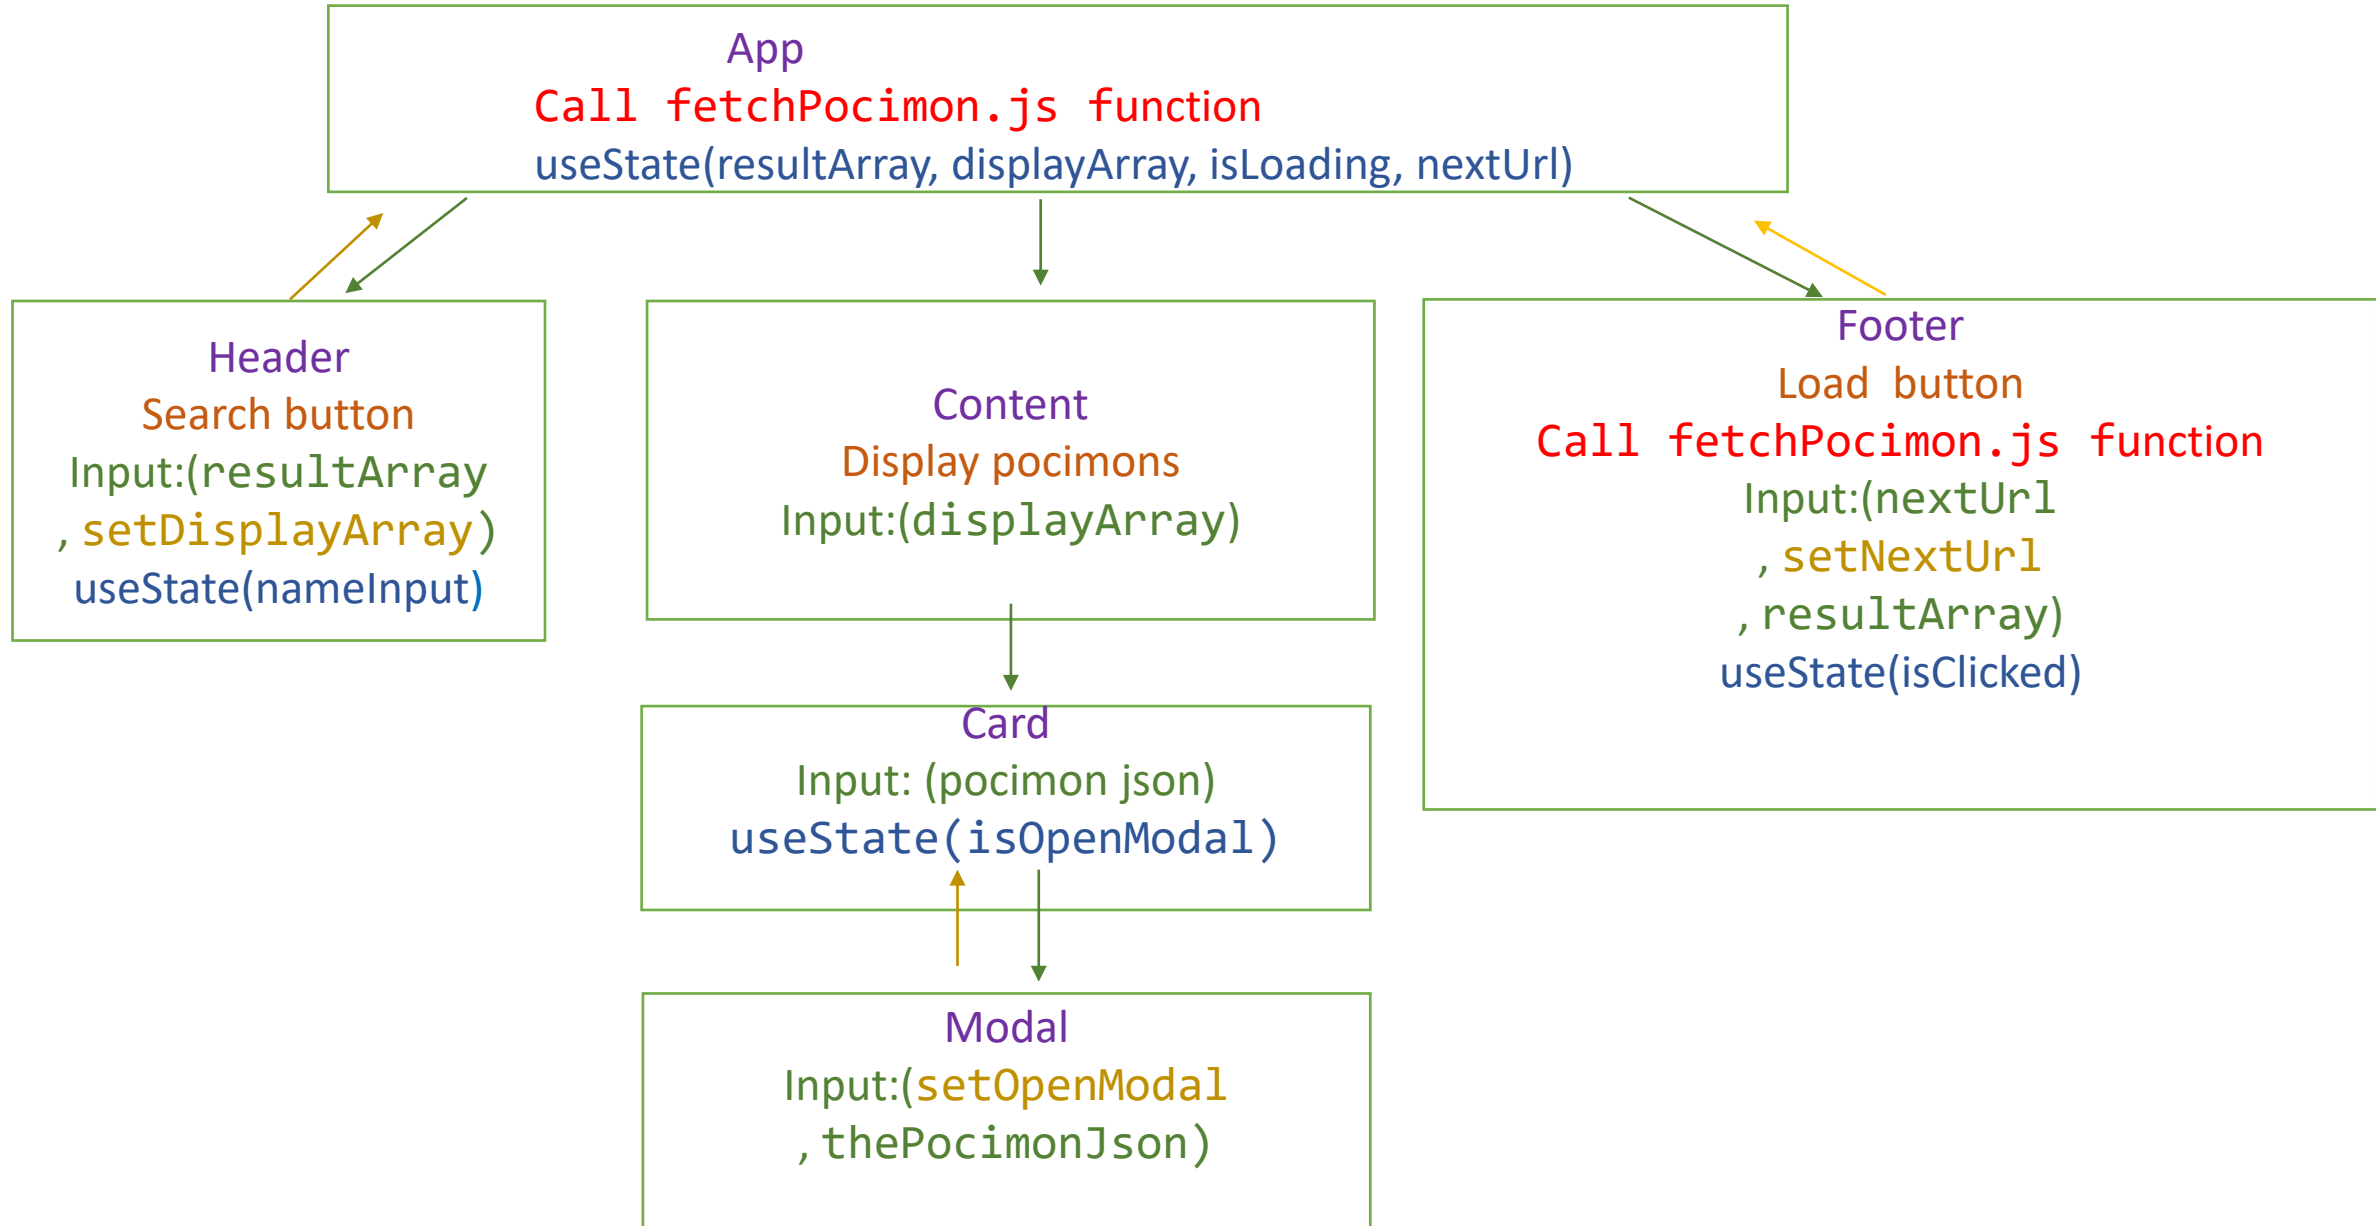 App
Call fetchPocimon.js function
useState(resultArray, displayArray, isLoading, nextUrl)
Header
Search button
Input:(resultArray
, setDisplayArray)
useState(nameInput)
Content
Display pocimons
Input:(displayArray)
Footer
Load  button
Call fetchPocimon.js function
Input:(nextUrl
, setNextUrl
, resultArray)
useState(isClicked)
Card
Input: (pocimon json)
useState(isOpenModal)
Modal
Input:(setOpenModal
, thePocimonJson)